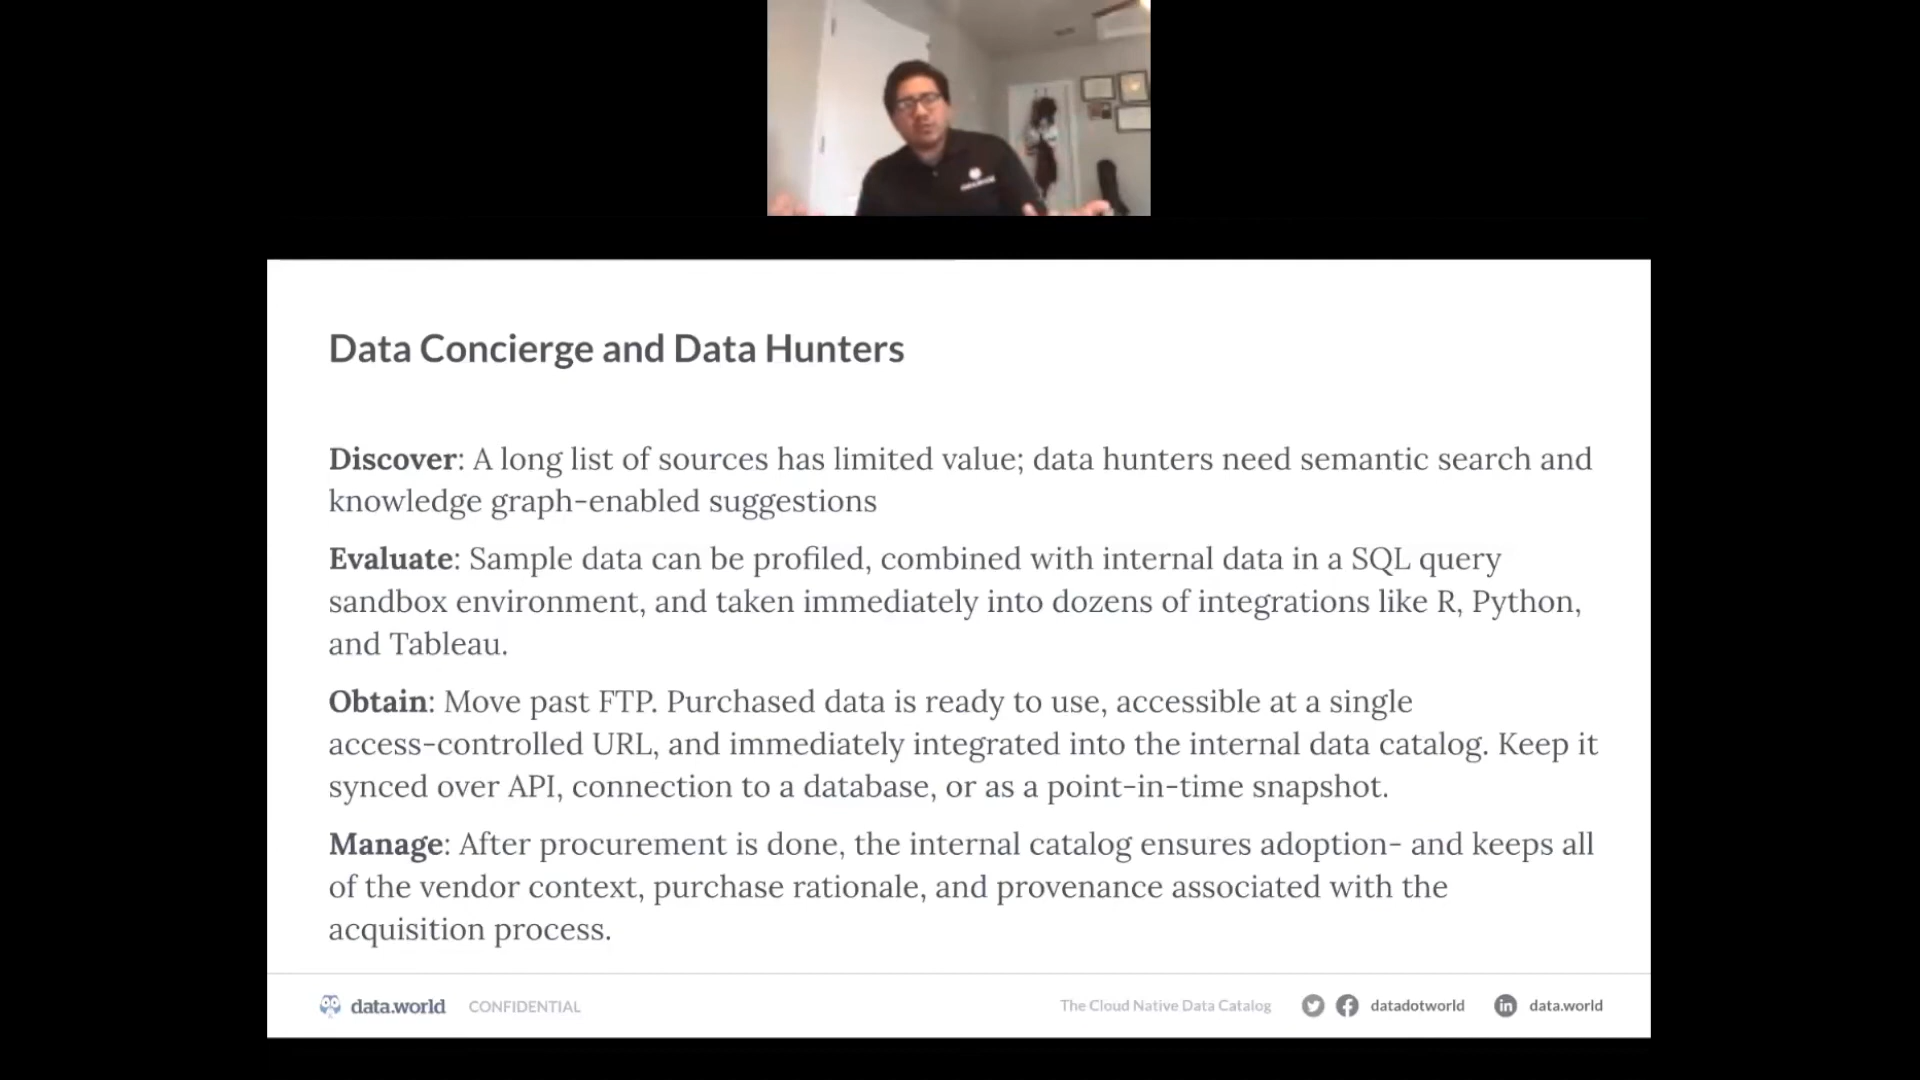 Data Concierge and Data Hunters
Discover: A long list of sources has limited value; data hunters need semantic search and
knowledge graph-enabled suggestions
Evaluate: Sample data can be profiled, combined with internal data in a SQL query
sandbox environment, and taken immediately into dozens of integrations like R, Python,
and Tableau.
Obtain: Move past FTP. Purchased data is ready to use, accessible at a single
access-controlled URL, and immediately integrated into the internal data catalog. Keep it
synced over API, connection to a database, or as a point-in-time snapshot.
Manage: After procurement is done, the internal catalog ensures adoption- and keeps all
of the vendor context, purchase rationale, and provenance associated with the
acquisition process.
data.world CONFIDENTIAL The Cloud Native Data Catalog datadotworld in data.world